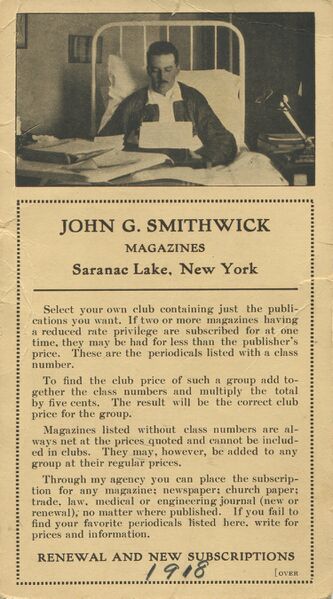 JOHN G. SMITHWICK
MAGAZINES
Saranac Lake, New York
Select your own club containing just the publi-
cations you want. If two or more magazines having
a reduced rate privilege are subscribed for at one
time, they may be had for less than the publisher's
price. These are the periodicals listed with a class
number.
To find the club price of such a group add to-
gether the class numbers and multiply the total
by five cents. The result will be the correct club
price for the group.
Magazines listed without class numbers are al-
ways net at the prices quoted and cannot be includ-
ed in clubs. They may, however, be added to any
group at their regular prices.
Through my agency you can place the subscrip-
tion for any magazine; newspaper; church paper;
trade, law, medical or engineering journal (new or
renewal), no matter where published. If you fail to
find your favorite periodicals listed here, write for
prices and information.
RENEWAL AND NEW SUBSCRIPTIONS
1918
[OVER